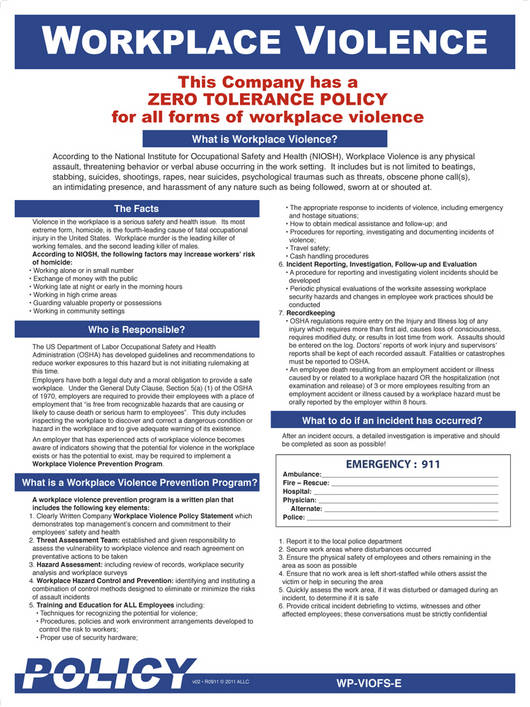 WORKPLACE VIOLENCE
This Company has a
ZERO TOLERANCE POLICY
for all forms of workplace violence
What is Workplace Violence?
According to the National Institute for Occupational Safety and Health (NIOSH), Workplace Violence is any physical
assault, threatening behavior or verbal abuse occurring in the work setting. It includes but is not limited to beatings,
stabbing, suicides, shootings, rapes, near suicides, psychological traumas such as threats, obscene phone call(s),
an intimidating presence, and harassment of any nature such as being followed, sworn at or shouted at.
The Facts
Violence in the workplace is a serious safety and health issue. Its most
extreme form, homicide, is the fourth-leading cause of fatal occupational
injury in the United States. Workplace murder is the leading killer of
working females, and the second leading killer of males.
According to NIOSH, the following factors may increase workers' risk
of homicide:
• Working alone or in small number
• Exchange of money with the public
• Working late at night or early in the morning hours
• Working in high crime areas
• Guarding valuable property or possessions
• Working in community settings
Who is Responsible?
The US Department of Labor Occupational Safety and Health
Administration (OSHA) has developed guidelines and recommendations to
reduce worker exposures to this hazard but is not initiating rulemaking at
this time.
Employers have both a legal duty and a moral obligation to provide a safe
workplace. Under the General Duty Clause, Section 5(a) (1) of the OSHA
of 1970, employers are required to provide their employees with a place of
employment that "is free from recognizable hazards that are causing or
likely to cause death or serious harm to employees". This duty includes
inspecting the workplace to discover and correct a dangerous condition or
hazard in the workplace and to give adequate warning of its existence.
An employer that has experienced acts of workplace violence becomes
aware of indicators showing that the potential for violence in the workplace
exists or has the potential to exist, may be required to implement a
Workplace Violence Prevention Program.
What is a Workplace Violence Prevention Program?
A workplace violence prevention program is a written plan that
includes the following key elements:
1. Clearly Written Company Workplace Violence Policy Statement which
demonstrates top management's concern and commitment to their
employees' safety and health
2. Threat Assessment Team: established and given responsibility to
assess the vulnerability to workplace violence and reach agreement on
preventive actions to be taken
3. Hazard Assessment: including review of records, workplace security
analysis and workplace surveys
4. Workplace Hazard Control and Prevention: identifying and instituting a
combination of control methods designed to eliminate or minimize the risks
of assault incidents
5. Training and Education for ALL Employees including:
• Techniques for recognizing the potential for violence;
• Procedures, policies and work environment arrangements developed to
control the risk to workers;
• Proper use of security hardware;
• The appropriate response to incidents of violence, including emergency
and hostage situations;
• How to obtain medical assistance and follow-up; and
• Procedures for reporting, investigating and documenting incidents of
violence;
• Travel safety;
• Cash handling procedures
6. Incident Reporting, Investigation, Follow-up and Evaluation
• A procedure for reporting and investigating violent incidents should be
developed
• Periodic physical evaluations of the worksite assessing workplace
security hazards and changes in employee work practices should be
conducted
7. Recordkeeping
• OSHA regulations require entry on the Injury and Illness log of any
injury which requires more than first aid, causes loss of consciousness,
requires modified duty, or results in lost time from work. Assaults should
be entered on the log. Doctors' reports of work injury and supervisors'
reports shall be kept of each recorded assault. Fatalities or catastrophes
must be reported to OSHA.
• An employee death resulting from an employment accident or illness
caused by or related to a workplace hazard OR the hospitalization (not
examination and release) of 3 or more employees resulting from an
employment accident or illness caused by a workplace hazard must be
orally reported by the employer within 8 hours.
What to do if an incident has occurred?
After an incident occurs, a detailed investigation is imperative and should
be completed as soon as possible!
EMERGENCY : 911
Ambulance:
Fire – Rescue:
Hospital:
Physician:
Alternate:
Police:
1. Report it to the local police department
2. Secure work areas where disturbances occurred
3. Ensure the physical safety of employees and others remaining in the
area as soon as possible
4. Ensure that no work area is left short-staffed while others assist the
victim or help in securing the area
5. Quickly assess the work area, if it was disturbed or damaged during an
incident, to determine if it is safe
6. Provide critical incident debriefing to victims, witnesses and other
affected employees; these conversations must be strictly confidential
POLICY
v02 • R0911 © 2011 ALLC
WP-VIOFS-E